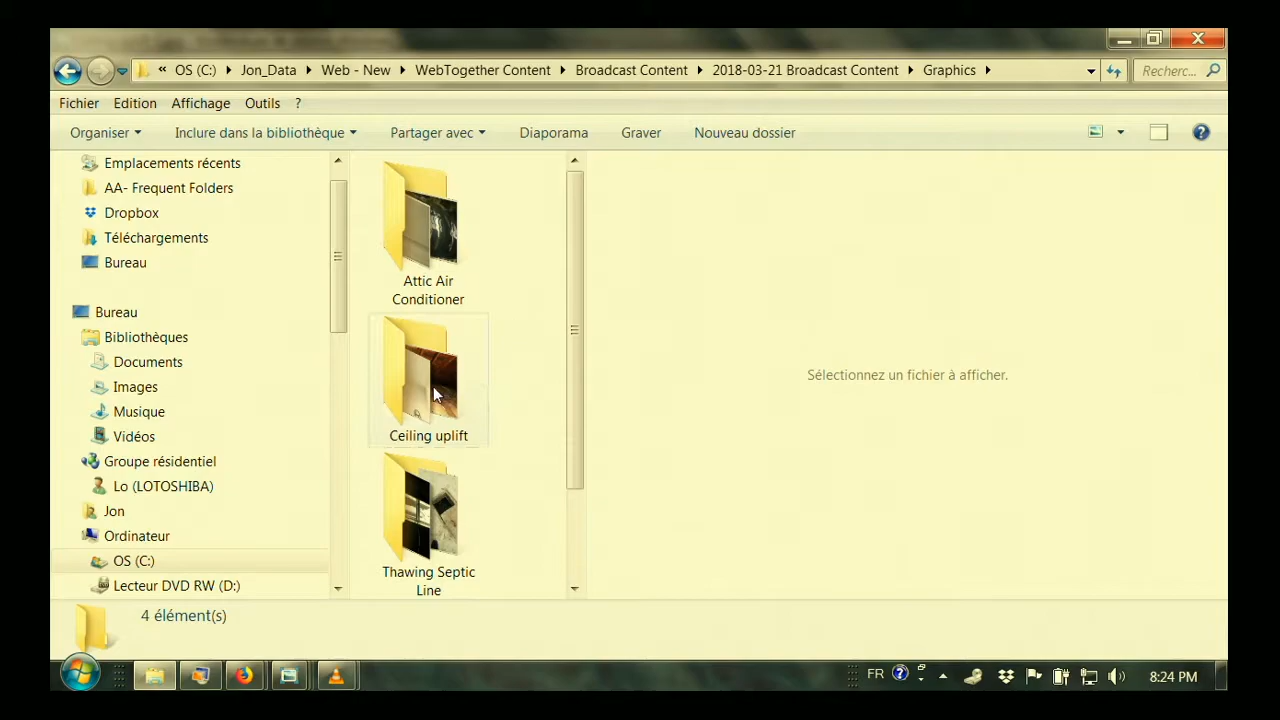 « OS (C:) Jon_Data Web - New WebTogether Content Broadcast Content 2018-03-21 Broadcast Content Graphics Recherc...
Fichier Edition Affichage Outils ?
Organiser Inclure dans la bibliothèque Partager avec Diaporama Graver Nouveau dossier
Emplacements récents
AA- Frequent Folders
Dropbox
Téléchargements
Bureau
Bureau
Bibliothèques
Documents
Images
Musique
Vidéos
Groupe résidentiel
Lo (LOTOSHIBA)
Jon
Ordinateur
OS (C:)
Lecteur DVD RW (D:)
Attic Air
Conditioner
Ceiling uplift
Thawing Septic
Line
Sélectionnez un fichier à afficher.
4 élément(s)
FR 8:24 PM